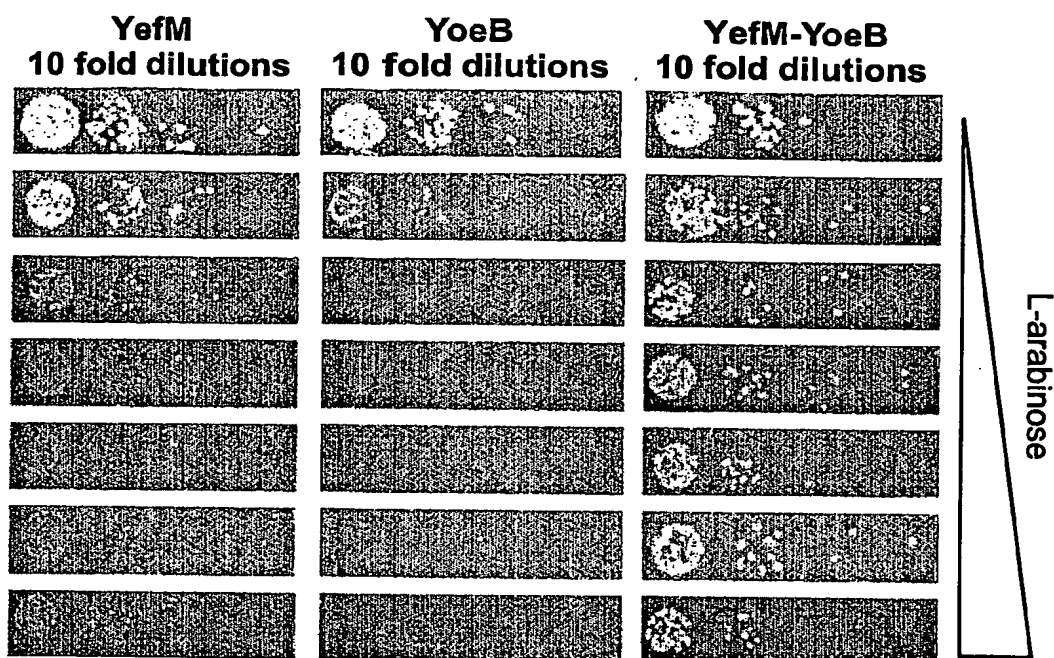 YefM
10 fold dilutions
YoeB
10 fold dilutions
YefM-YoeB
10 fold dilutions
L-arabinose